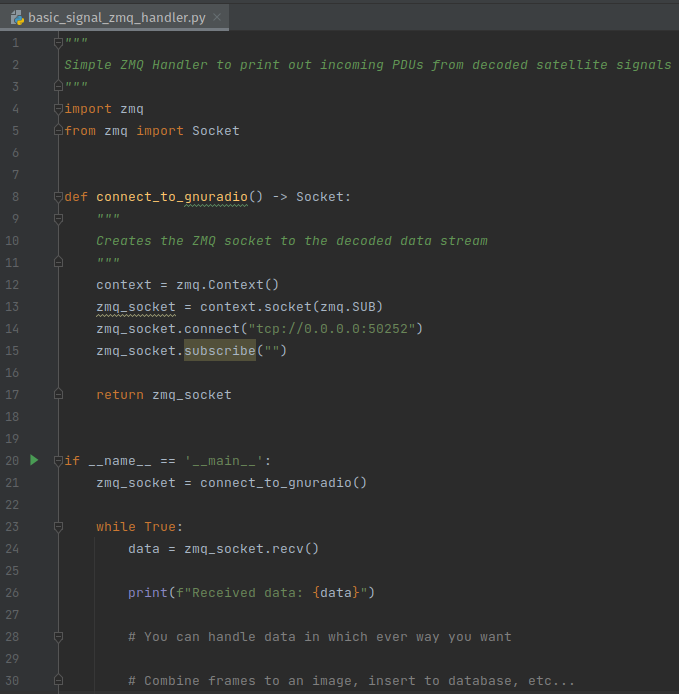 basic_signal_zmq_handler.py
1 """
2 Simple ZMQ Handler to print out incoming PDUs from decoded satellite signals
3 """
4 import zmq
5 from zmq import Socket
6
7
8 def connect_to_gnuradio() -> Socket:
9     """
10     Creates the ZMQ socket to the decoded data stream
11     """
12     context = zmq.Context()
13     zmq_socket = context.socket(zmq.SUB)
14     zmq_socket.connect("tcp://0.0.0.0:50252")
15     zmq_socket.subscribe("")
16
17     return zmq_socket
18
19
20 if __name__ == '__main__':
21     zmq_socket = connect_to_gnuradio()
22
23     while True:
24         data = zmq_socket.recv()
25
26         print(f"Received data: {data}")
27
28         # You can handle data in which ever way you want
29
30         # Combine frames to an image, insert to database, etc...